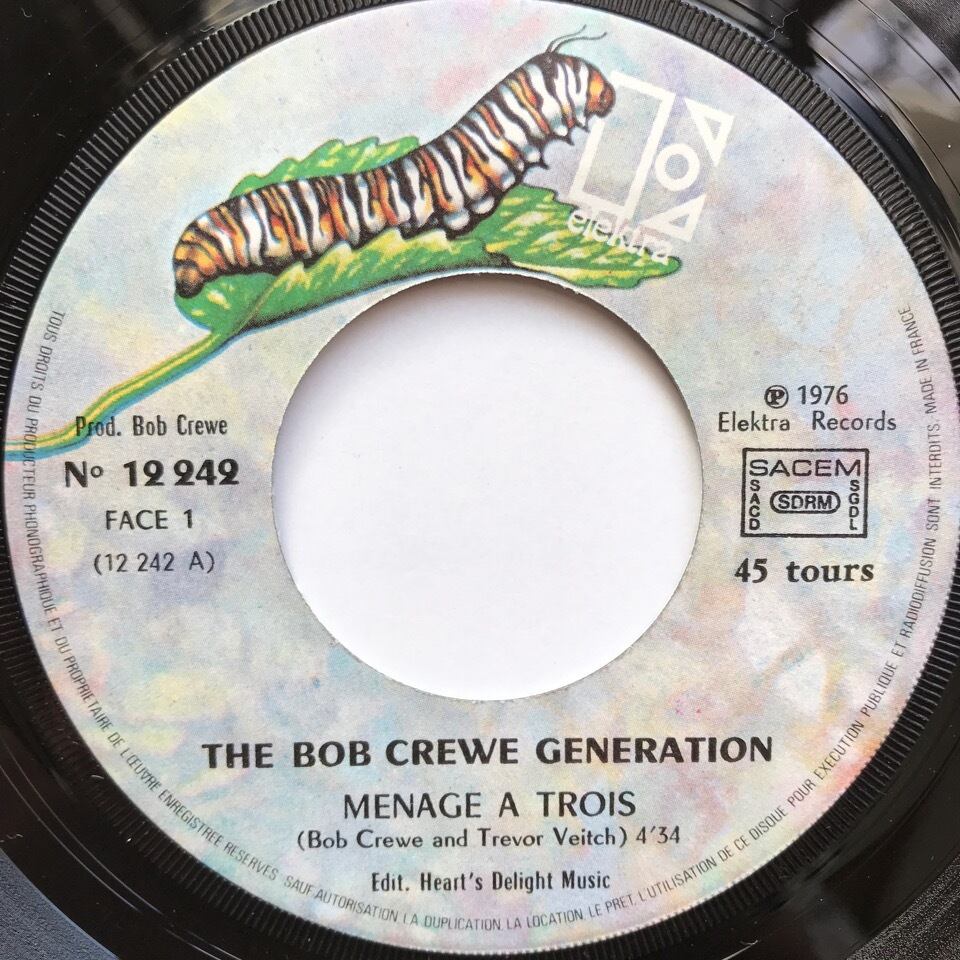 elektra
Prod. Bob Crewe
Nº 12 242
FACE 1
(12 242 A)
℗ 1976
Elektra Records
SACEM
SACD
SDRM
SGDL
45 tours
THE BOB CREWE GENERATION
MENAGE A TROIS
(Bob Crewe and Trevor Veitch) 4'34
Edit. Heart's Delight Music
TOUS DROITS DU PRODUCTEUR PHONOGRAPHIQUE ET DU PROPRIETAIRE DE L'ŒUVRE ENREGISTREE RESERVES. SAUF AUTORISATION LA DUPLICATION, LA LOCATION, LE PRET, L'UTILISATION DE CE DISQUE POUR EXECUTION PUBLIQUE ET RADIODIFFUSION SONT INTERDITS. MADE IN FRANCE